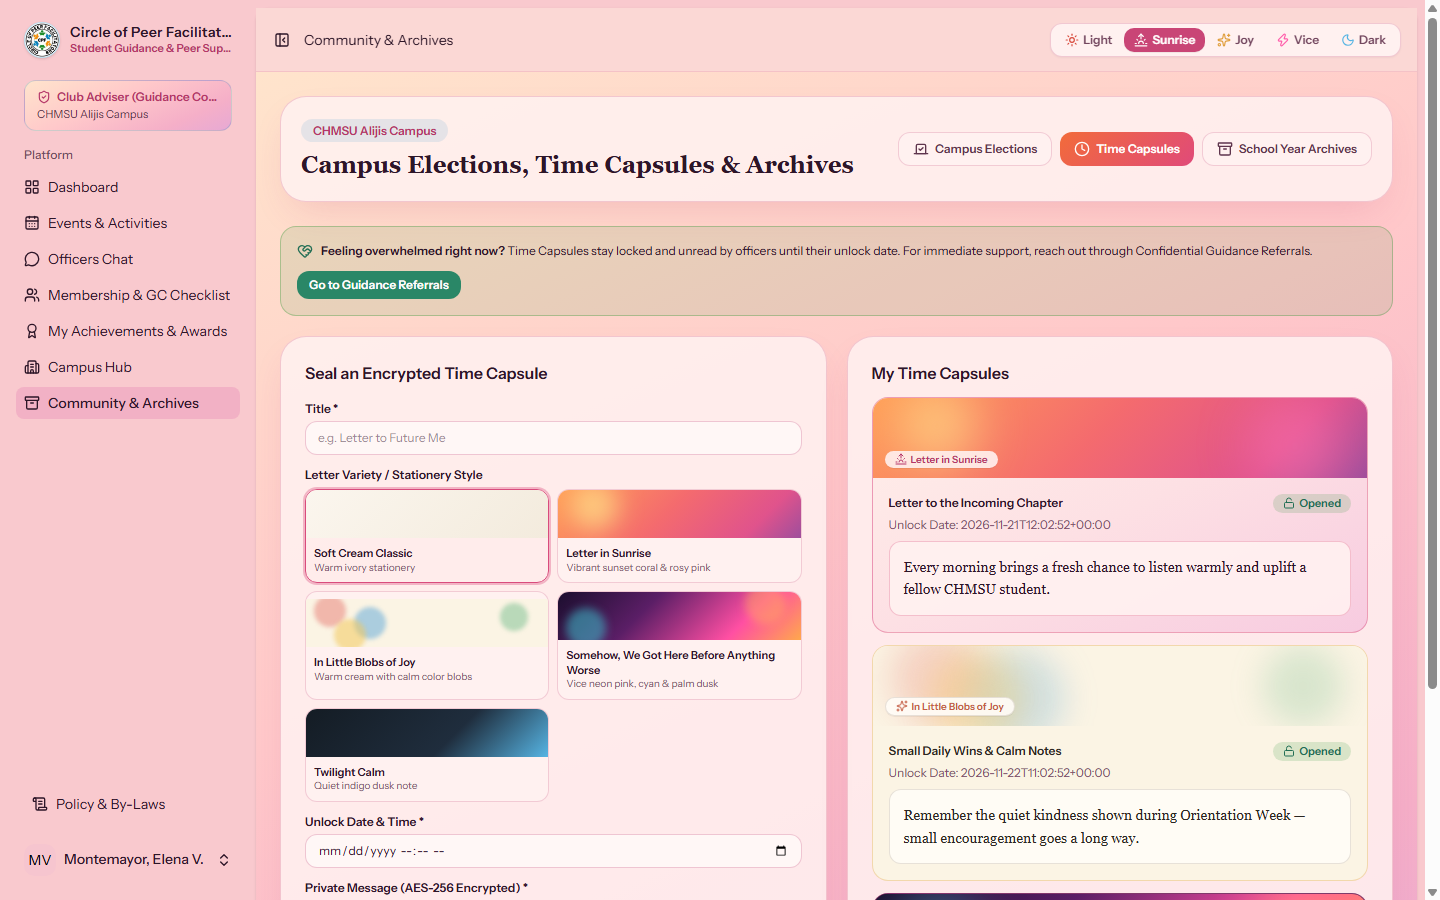 Circle of Peer Facilitat...
Student Guidance & Peer Sup...
Club Adviser (Guidance Co...
CHMSU Alijis Campus
Platform
Dashboard
Events & Activities
Officers Chat
Membership & GC Checklist
My Achievements & Awards
Campus Hub
Community & Archives
Policy & By-Laws
MV Montemayor, Elena V.
Community & Archives
Light Sunrise Joy Vice Dark
CHMSU Alijis Campus
Campus Elections, Time Capsules & Archives
Campus Elections Time Capsules School Year Archives
Feeling overwhelmed right now? Time Capsules stay locked and unread by officers until their unlock date. For immediate support, reach out through Confidential Guidance Referrals.
Go to Guidance Referrals
Seal an Encrypted Time Capsule
Title *
e.g. Letter to Future Me
Letter Variety / Stationery Style
Soft Cream Classic
Warm ivory stationery
Letter in Sunrise
Vibrant sunset coral & rosy pink
In Little Blobs of Joy
Warm cream with calm color blobs
Somehow, We Got Here Before Anything
Worse
Vice neon pink, cyan & palm dusk
Twilight Calm
Quiet indigo dusk note
Unlock Date & Time *
mm/dd/yyyy --:-- --
Private Message (AES-256 Encrypted) *
My Time Capsules
Letter in Sunrise
Letter to the Incoming Chapter
Opened
Unlock Date: 2026-11-21T12:02:52+00:00
Every morning brings a fresh chance to listen warmly and uplift a
fellow CHMSU student.
In Little Blobs of Joy
Small Daily Wins & Calm Notes
Opened
Unlock Date: 2026-11-22T11:02:52+00:00
Remember the quiet kindness shown during Orientation Week —
small encouragement goes a long way.